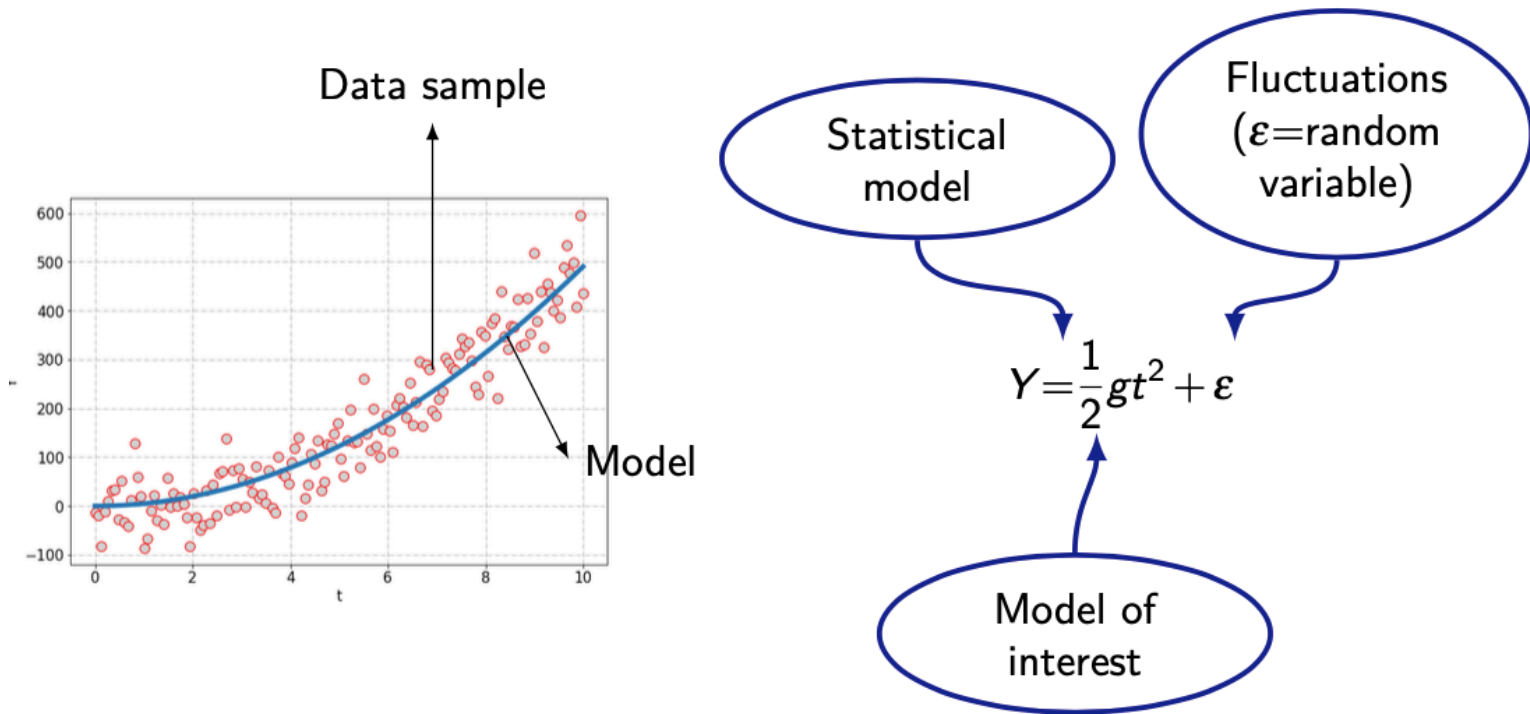 Data sample
600
500
400
300
200
100
0
−100
0 2 4 6 8 10
t
Model
Statistical
model
Fluctuations
(ε=random
variable)
Y=½gt² + ε
Model of
interest